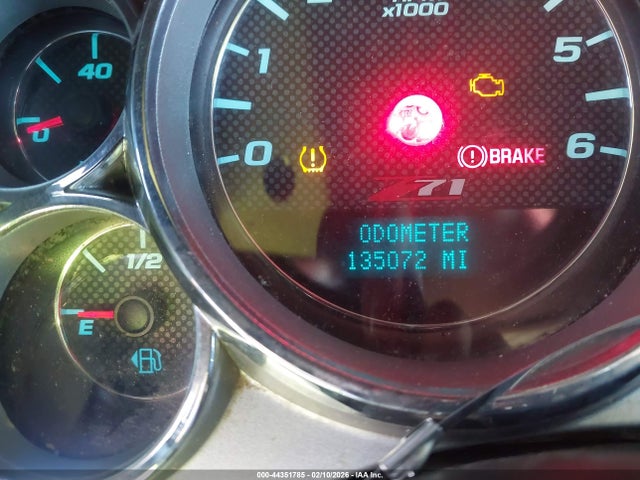 x1000
40
0
1
0
5
6
BRAKE
Z71
ODOMETER
135072 MI
1/2
E
000-44351785 - 02/10/2026 - IAA Inc.